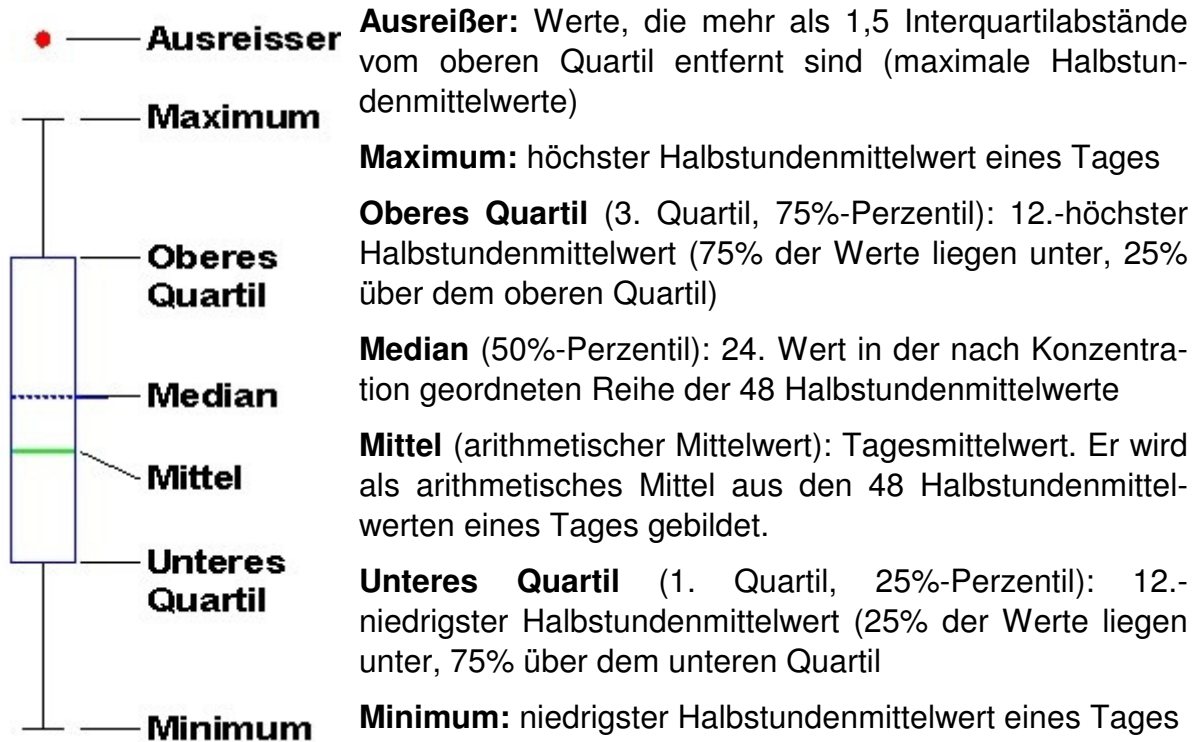 Ausreisser
Maximum
Oberes
Quartil
Median
Mittel
Unteres
Quartil
Minimum
Ausreißer: Werte, die mehr als 1,5 Interquartilabstände
vom oberen Quartil entfernt sind (maximale Halbstun-
denmittelwerte)
Maximum: höchster Halbstundenmittelwert eines Tages
Oberes Quartil (3. Quartil, 75%-Perzentil): 12.-höchster
Halbstundenmittelwert (75% der Werte liegen unter, 25%
über dem oberen Quartil)
Median (50%-Perzentil): 24. Wert in der nach Konzentra-
tion geordneten Reihe der 48 Halbstundenmittelwerte
Mittel (arithmetischer Mittelwert): Tagesmittelwert. Er wird
als arithmetisches Mittel aus den 48 Halbstundenmittel-
werten eines Tages gebildet.
Unteres Quartil (1. Quartil, 25%-Perzentil): 12.-
niedrigster Halbstundenmittelwert (25% der Werte liegen
unter, 75% über dem unteren Quartil
Minimum: niedrigster Halbstundenmittelwert eines Tages